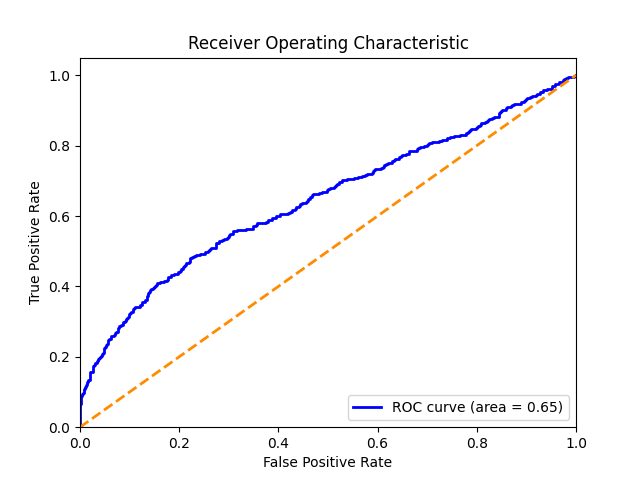 Receiver Operating Characteristic
True Positive Rate
1.0
0.8
0.6
0.4
0.2
0.0
ROC curve (area = 0.65)
0.0 0.2 0.4 0.6 0.8 1.0
False Positive Rate